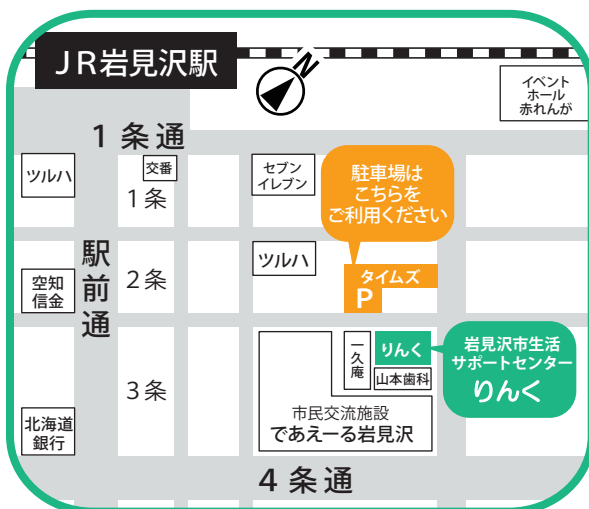 JR岩見沢駅
N
イベント
ホール
赤れんが
1条通
ツルハ
交番
1条
セブン
イレブン
駐車場は
こちらを
ご利用ください
駅前通
空知
信金
2条
ツルハ
タイムズ
P
一久庵
りんく
山本歯科
岩見沢市生活
サポートセンター
りんく
3条
市民交流施設
であえーる岩見沢
北海道
銀行
4条通